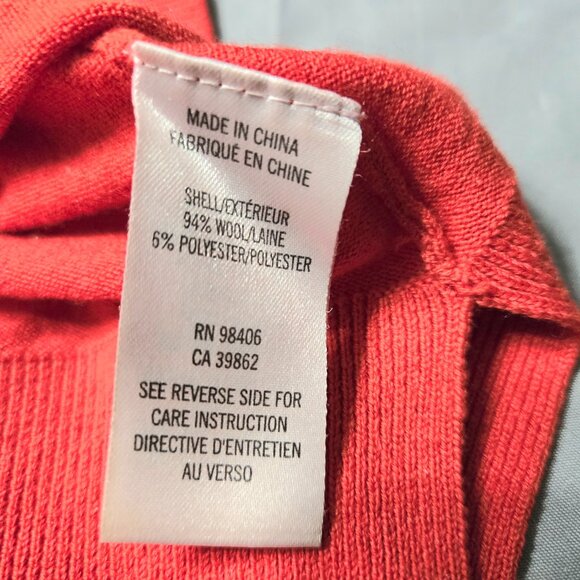 MADE IN CHINA
FABRIQUÉ EN CHINE
SHELL/EXTÉRIEUR
94% WOOL/LAINE
6% POLYESTER/POLYESTER
RN 98406
CA 39862
SEE REVERSE SIDE FOR
CARE INSTRUCTION
DIRECTIVE D'ENTRETIEN
AU VERSO